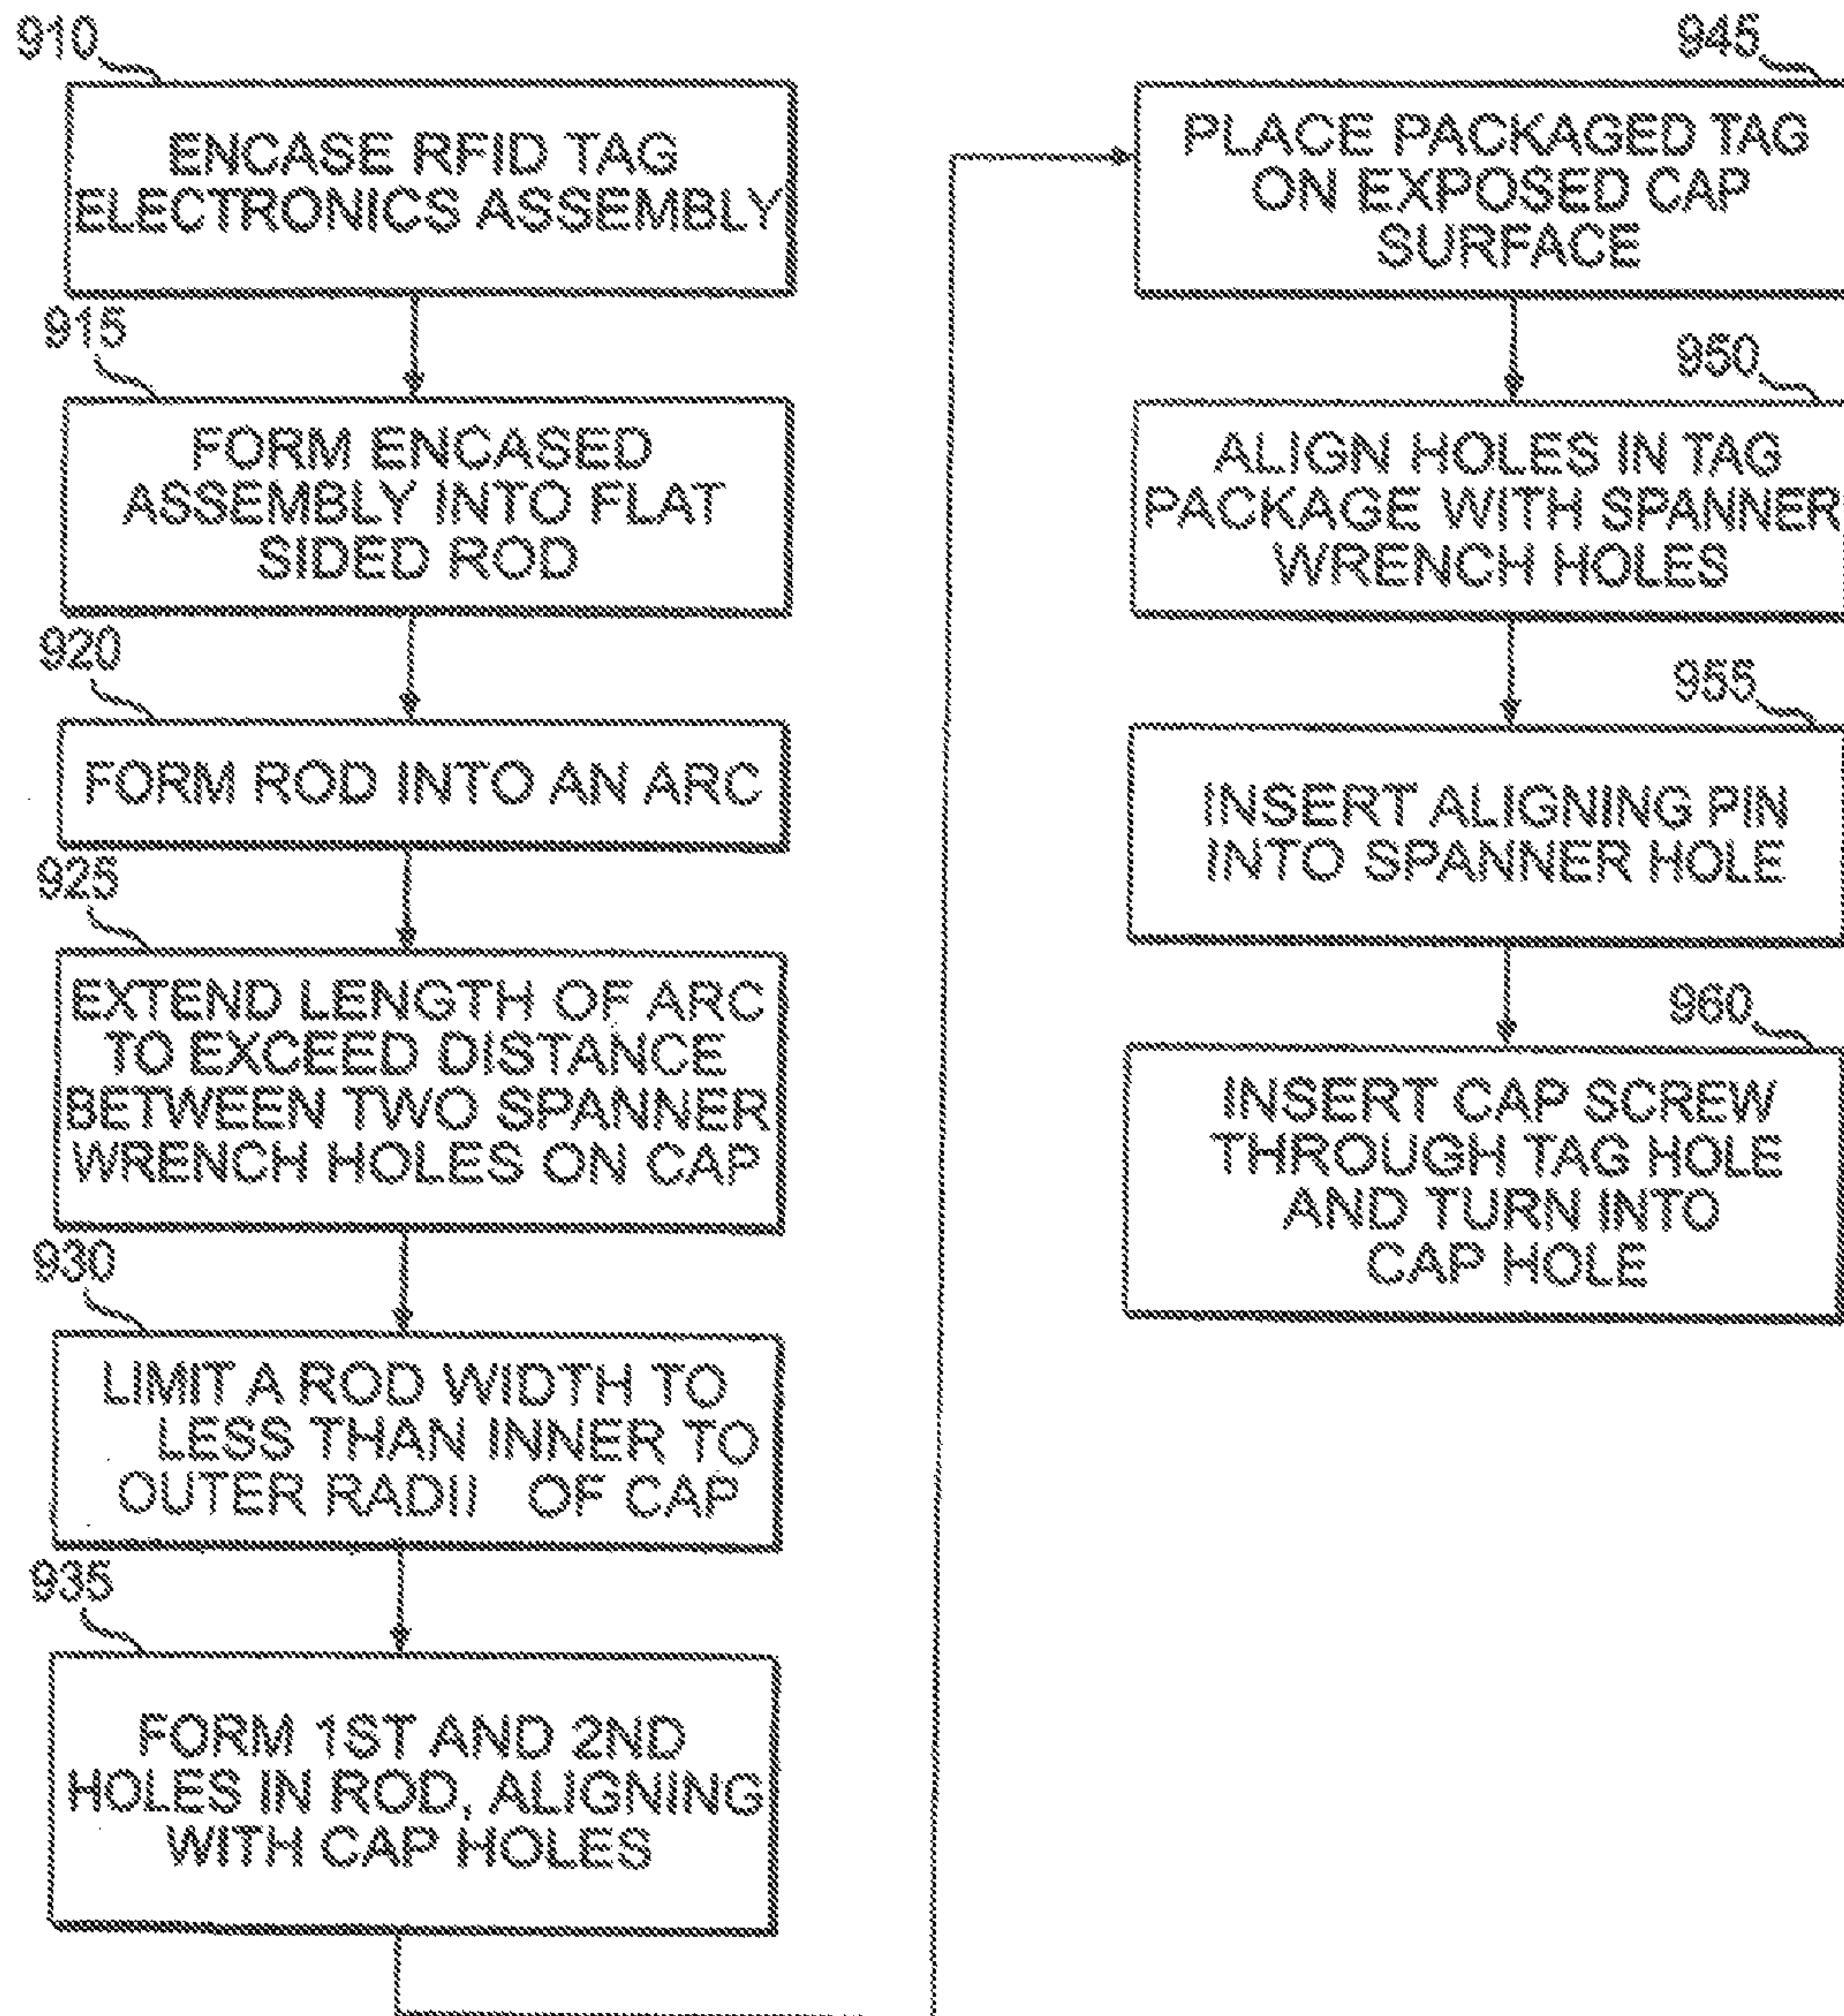 910
ENCASE RFID TAG
ELECTRONICS ASSEMBLY
915
FORM ENCASED
ASSEMBLY INTO FLAT
SIDED ROD
920
FORM ROD INTO AN ARC
925
EXTEND LENGTH OF ARC
TO EXCEED DISTANCE
BETWEEN TWO SPANNER
WRENCH HOLES ON CAP
930
LIMIT A ROD WIDTH TO
LESS THAN INNER TO
OUTER RADII OF CAP
935
FORM 1ST AND 2ND
HOLES IN ROD, ALIGNING
WITH CAP HOLES
945
PLACE PACKAGED TAG
ON EXPOSED CAP
SURFACE
950
ALIGN HOLES IN TAG
PACKAGE WITH SPANNER
WRENCH HOLES
955
INSERT ALIGNING PIN
INTO SPANNER HOLE
960
INSERT CAP SCREW
THROUGH TAG HOLE
AND TURN INTO
CAP HOLE